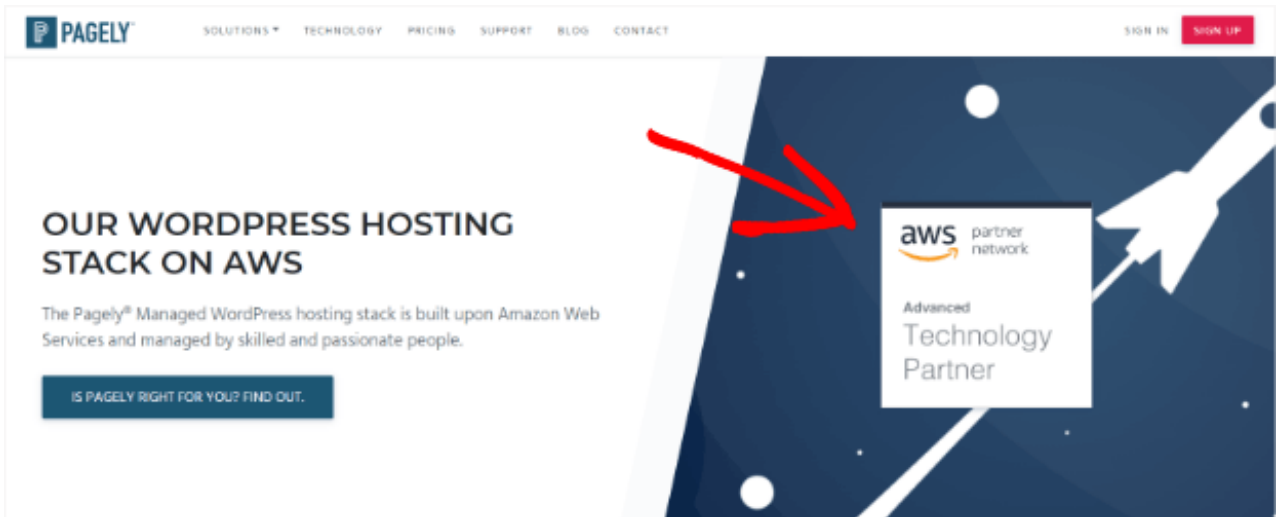 PAGELY
SOLUTIONS TECHNOLOGY PRICING SUPPORT BLOG CONTACT SIGN IN SIGN UP
OUR WORDPRESS HOSTING
STACK ON AWS
The Pagely® Managed WordPress hosting stack is built upon Amazon Web
Services and managed by skilled and passionate people.
IS PAGELY RIGHT FOR YOU? FIND OUT.
aws partner
network
Advanced
Technology
Partner